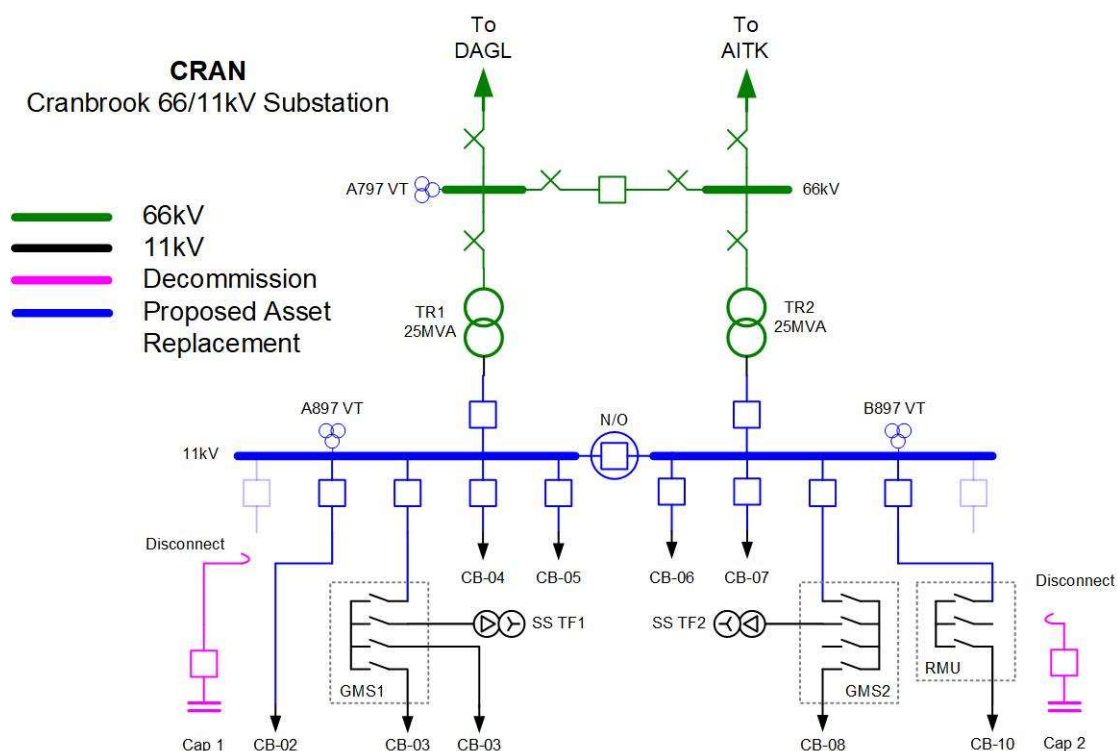 To
DAGL
To
AITK
CRAN
Cranbrook 66/11kV Substation
A797 VT
66kV
66kV
11kV
Decommission
Proposed Asset
Replacement
TR1
25MVA
TR2
25MVA
A897 VT
N/O
B897 VT
11kV
Disconnect
CB-04
CB-05
CB-06
CB-07
Disconnect
SS TF1
SS TF2
GMS1
GMS2
RMU
Cap 1
CB-02
CB-03
CB-03
CB-08
CB-10
Cap 2